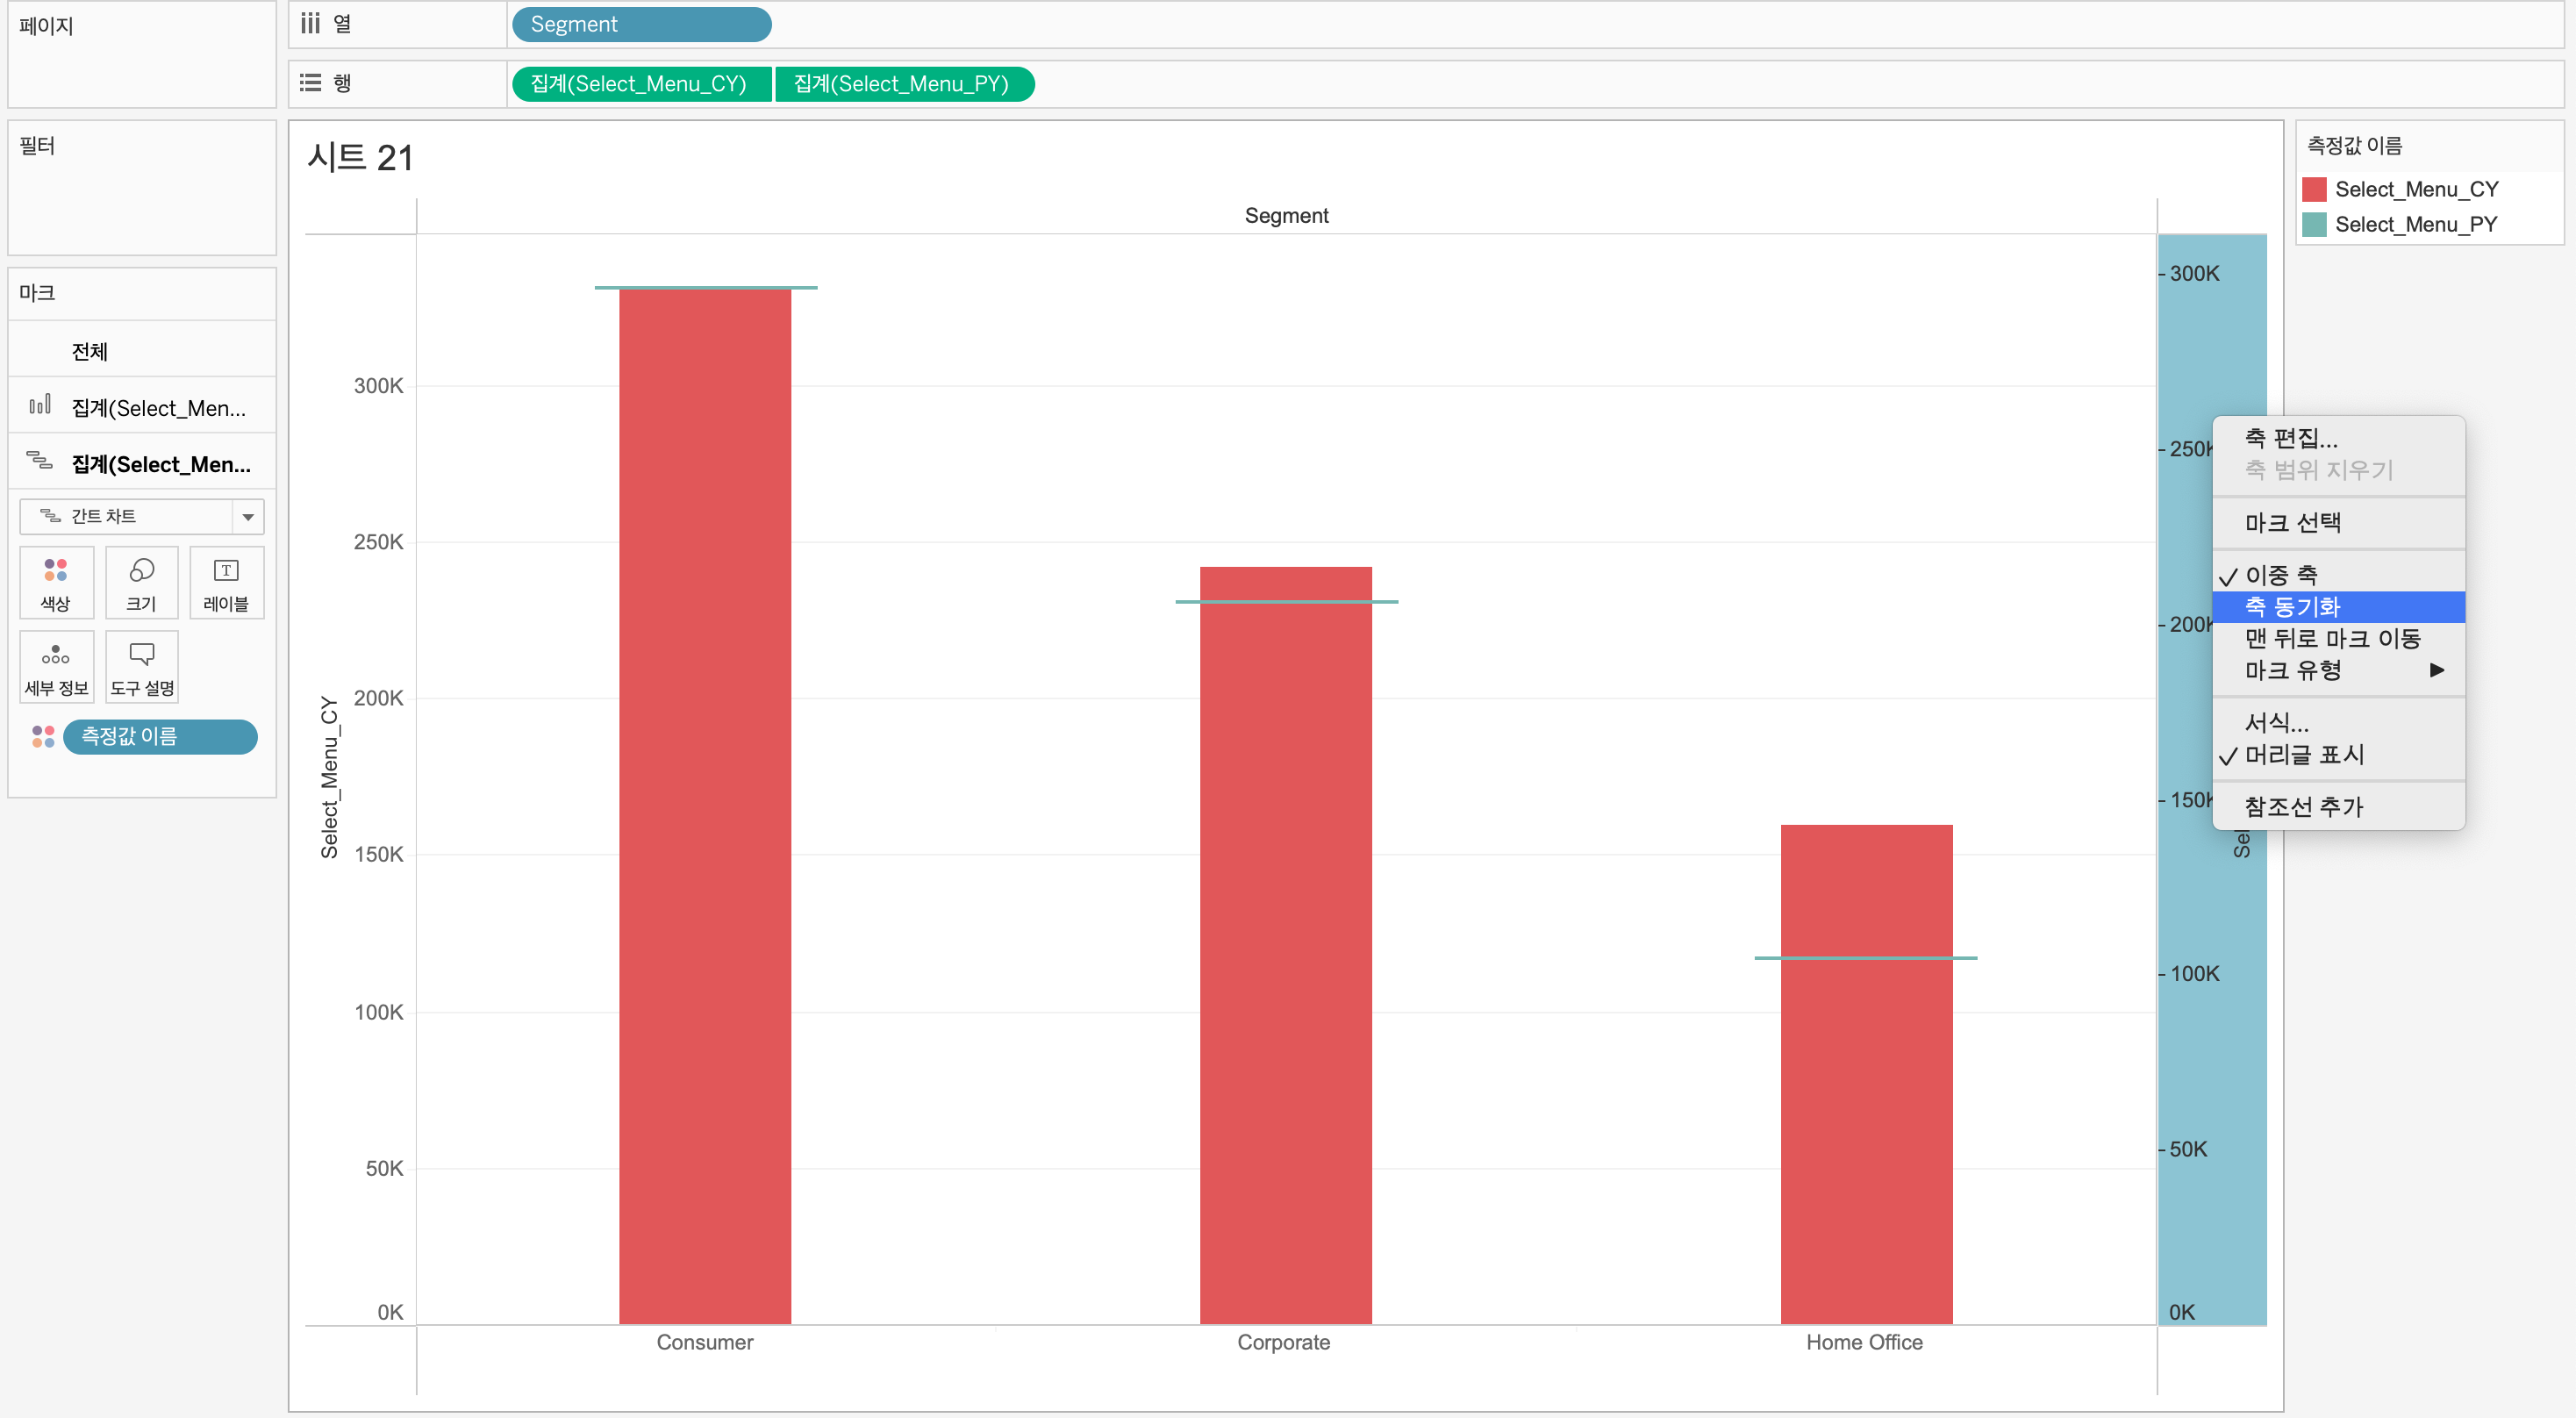 페이지
열
Segment
행
집계(Select_Menu_CY)
집계(Select_Menu_PY)
필터
마크
전체
집계(Select_Men...
집계(Select_Men...
간트 차트
색상
크기
레이블
세부 정보
도구 설명
측정값 이름
시트 21
Segment
Select_Menu_CY
300K
250K
200K
150K
100K
50K
0K
Consumer
Corporate
Home Office
300K
250K
200K
150K
100K
50K
0K
축 편집...
축 범위 지우기
마크 선택
이중 축
축 동기화
맨 뒤로 마크 이동
마크 유형
서식...
머리글 표시
참조선 추가
측정값 이름
Select_Menu_CY
Select_Menu_PY